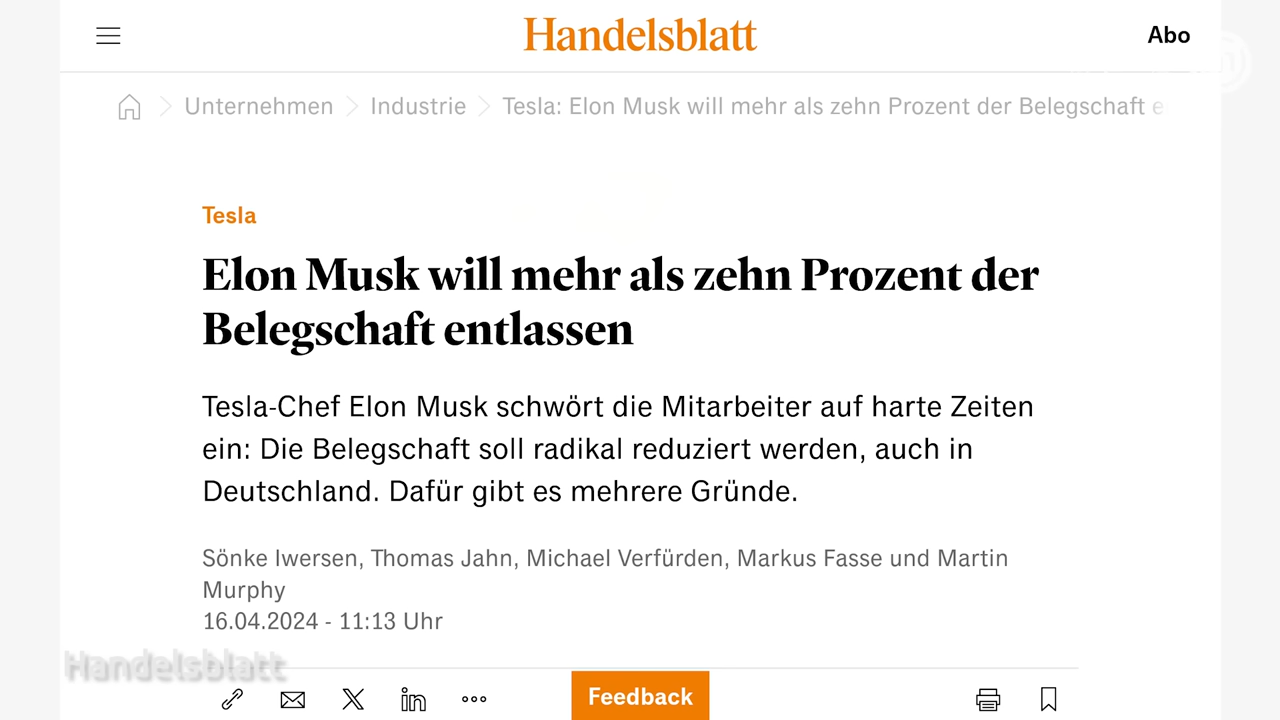 Handelsblatt
Abo
Unternehmen Industrie Tesla: Elon Musk will mehr als zehn Prozent der Belegschaft e
Tesla
Elon Musk will mehr als zehn Prozent der
Belegschaft entlassen
Tesla-Chef Elon Musk schwört die Mitarbeiter auf harte Zeiten
ein: Die Belegschaft soll radikal reduziert werden, auch in
Deutschland. Dafür gibt es mehrere Gründe.
Sönke Iwersen, Thomas Jahn, Michael Verfürden, Markus Fasse und Martin
Murphy
16.04.2024 - 11:13 Uhr
Handelsblatt
Feedback